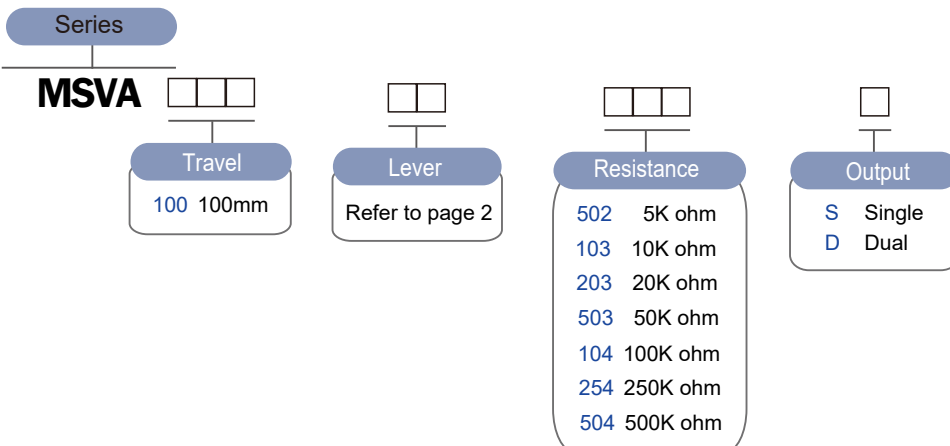 Series
MSVA
Travel
100 100mm
Lever
Refer to page 2
Resistance
502 5K ohm
103 10K ohm
203 20K ohm
503 50K ohm
104 100K ohm
254 250K ohm
504 500K ohm
Output
S Single
D Dual